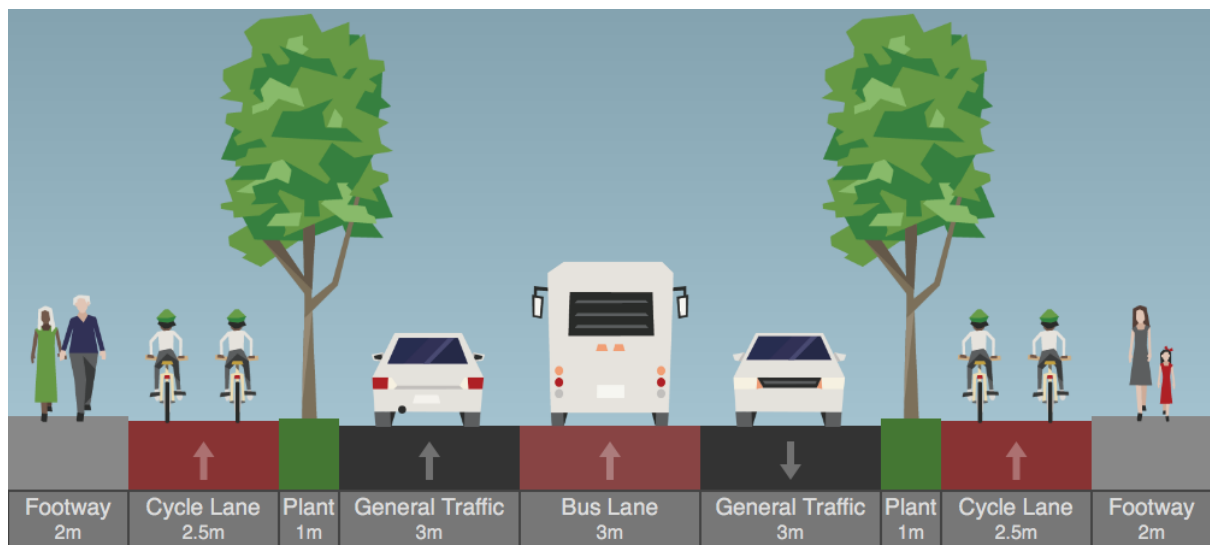 Footway
2m
Cycle Lane
2.5m
Plant
1m
General Traffic
3m
Bus Lane
3m
General Traffic
3m
Plant
1m
Cycle Lane
2.5m
Footway
2m